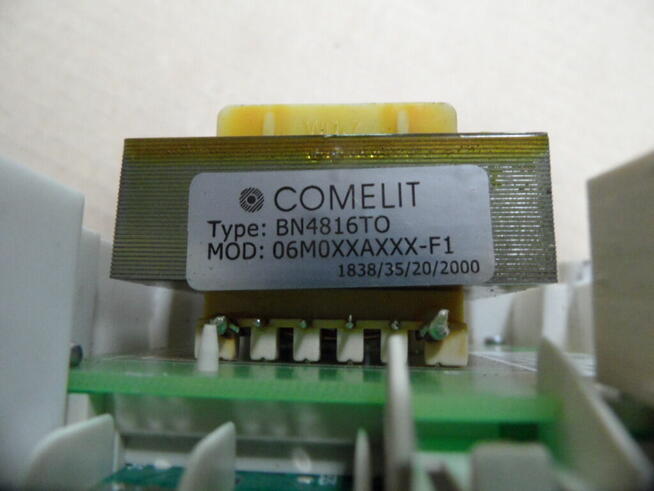 COMELIT
Type: BN4816TO
MOD: 06M0XXAXXX-F1
1838/35/20/2000